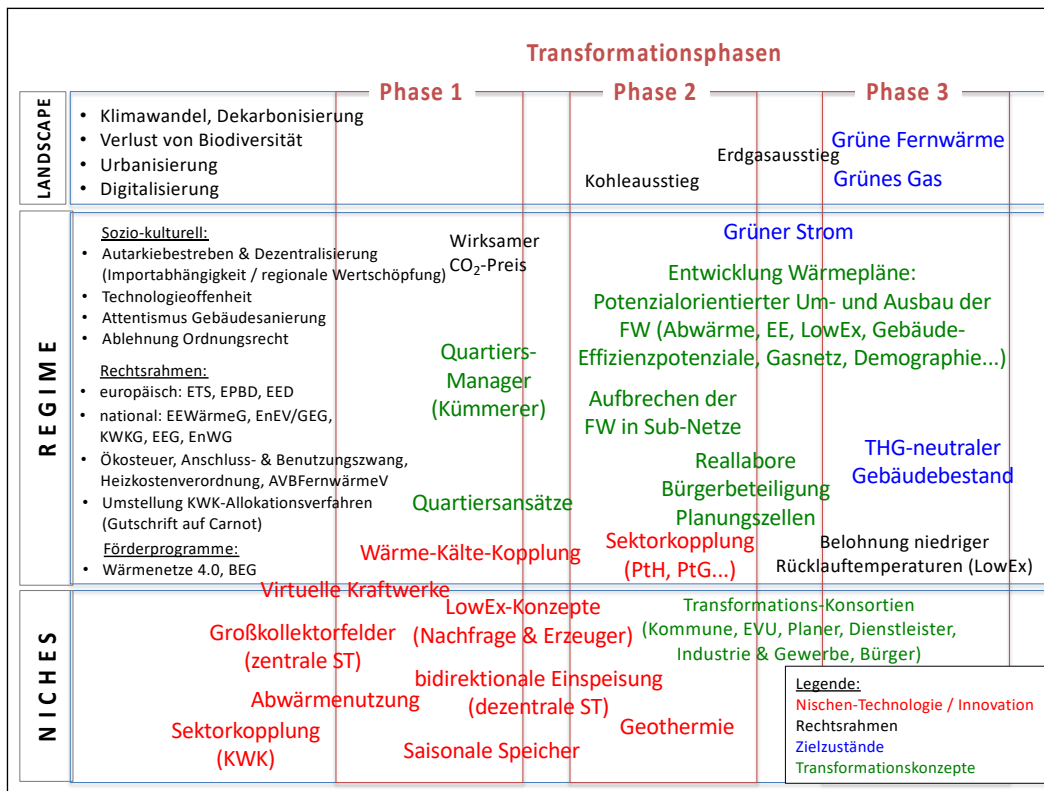 Transformationsphasen
Phase 1
Phase 2
Phase 3
LANDSCAPE
• Klimawandel, Dekarbonisierung
• Verlust von Biodiversität
• Urbanisierung
• Digitalisierung
Kohleausstieg
Erdgasausstieg
Grüne Fernwärme
Grünes Gas
REGIME
Sozio-kulturell:
• Autarkiebestreben & Dezentralisierung
(Importabhängigkeit / regionale Wertschöpfung)
• Technologieoffenheit
• Attentismus Gebäudesanierung
• Ablehnung Ordnungsrecht
Rechtsrahmen:
• europäisch: ETS, EPBD, EED
• national: EEWärmeG, EnEV/GEG,
KWKG, EEG, EnWG
• Ökosteuer, Anschluss- & Benutzungszwang,
Heizkostenverordnung, AVBFernwärmeV
• Umstellung KWK-Allokationsverfahren
(Gutschrift auf Carnot)
Förderprogramme:
• Wärmenetze 4.0, BEG
Wirksamer
CO₂-Preis
Quartiers-
Manager
(Kümmerer)
Quartiersansätze
Wärme-Kälte-Kopplung
Grüner Strom
Entwicklung Wärmepläne:
Potenzialorientierter Um- und Ausbau der
FW (Abwärme, EE, LowEx, Gebäude-
Effizienzpotenziale, Gasnetz, Demographie...)
Aufbrechen der
FW in Sub-Netze
Reallabore
Bürgerbeteiligung
Planungszellen
Sektorkopplung
(PtH, PtG...)
THG-neutraler
Gebäudebestand
Belohnung niedriger
Rücklauftemperaturen (LowEx)
NICHES
Virtuelle Kraftwerke
LowEx-Konzepte
(Nachfrage & Erzeuger)
Großkollektorfelder
(zentrale ST)
bidirektionale Einspeisung
(dezentrale ST)
Abwärmenutzung
Sektorkopplung
(KWK)
Saisonale Speicher
Geothermie
Transformations-Konsortien
(Kommune, EVU, Planer, Dienstleister,
Industrie & Gewerbe, Bürger)
Legende:
Nischen-Technologie / Innovation
Rechtsrahmen
Zielzustände
Transformationskonzepte